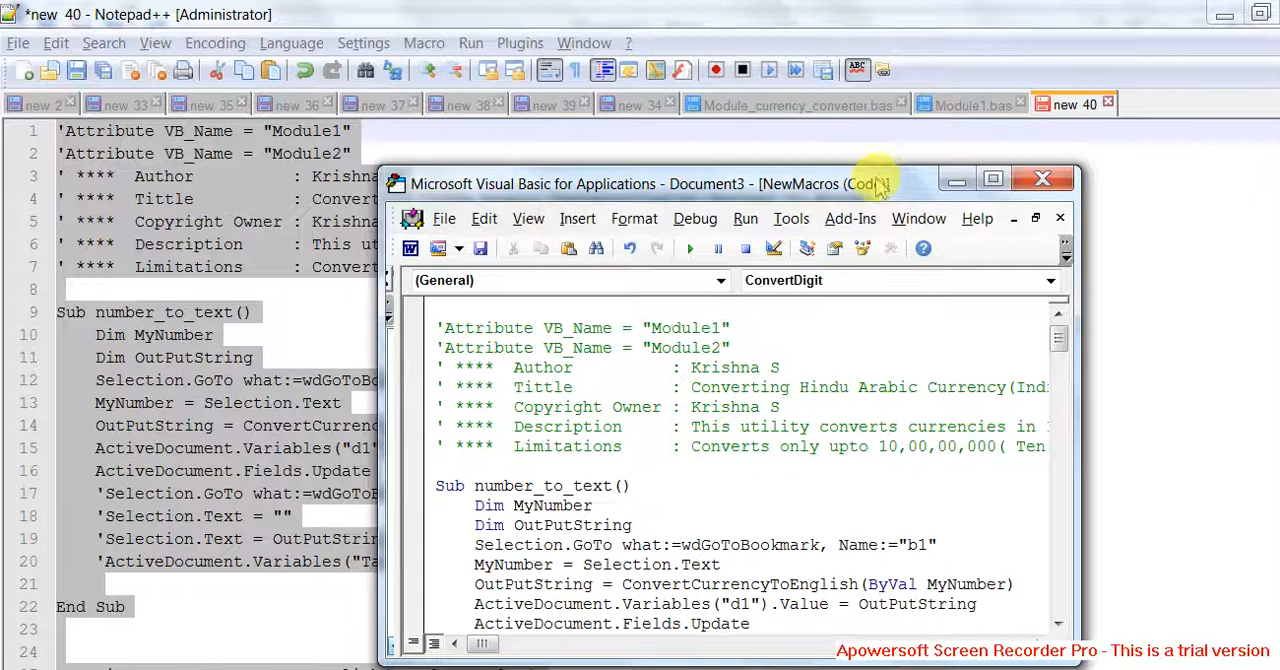 *new 40 - Notepad++ [Administrator]
File Edit Search View Encoding Language Settings Macro Run Plugins Window ?
new 2 new 33 new 35 new 36 new 37 new 38 new 39 new 34 Module_currency_converter.bas Module1.bas new 40
1 'Attribute VB_Name = "Module1"
2 'Attribute VB_Name = "Module2"
3 ' **** Author : Krishna
4 ' **** Tittle : Convert
5 ' **** Copyright Owner : Krishna
6 ' **** Description : This ut
7 ' **** Limitations : Convert
8
9 Sub number_to_text()
10 Dim MyNumber
11 Dim OutPutString
12 Selection.GoTo what:=wdGoToBook
13 MyNumber = Selection.Text
14 OutPutString = ConvertCurrency
15 ActiveDocument.Variables("d1"
16 ActiveDocument.Fields.Update
17 'Selection.GoTo what:=wdGoToB
18 'Selection.Text = ""
19 'Selection.Text = OutPutStrin
20 'ActiveDocument.Variables("Ta
21
22 End Sub
23
24
Microsoft Visual Basic for Applications - Document3 - [NewMacros (Code)]
File Edit View Insert Format Debug Run Tools Add-Ins Window Help
(General) ConvertDigit
'Attribute VB_Name = "Module1"
'Attribute VB_Name = "Module2"
' **** Author : Krishna S
' **** Tittle : Converting Hindu Arabic Currency(Indi
' **** Copyright Owner : Krishna S
' **** Description : This utility converts currencies in
' **** Limitations : Converts only upto 10,00,00,000( Ten
Sub number_to_text()
Dim MyNumber
Dim OutPutString
Selection.GoTo what:=wdGoToBookmark, Name:="b1"
MyNumber = Selection.Text
OutPutString = ConvertCurrencyToEnglish(ByVal MyNumber)
ActiveDocument.Variables("d1").Value = OutPutString
ActiveDocument.Fields.Update
Apowersoft Screen Recorder Pro - This is a trial version